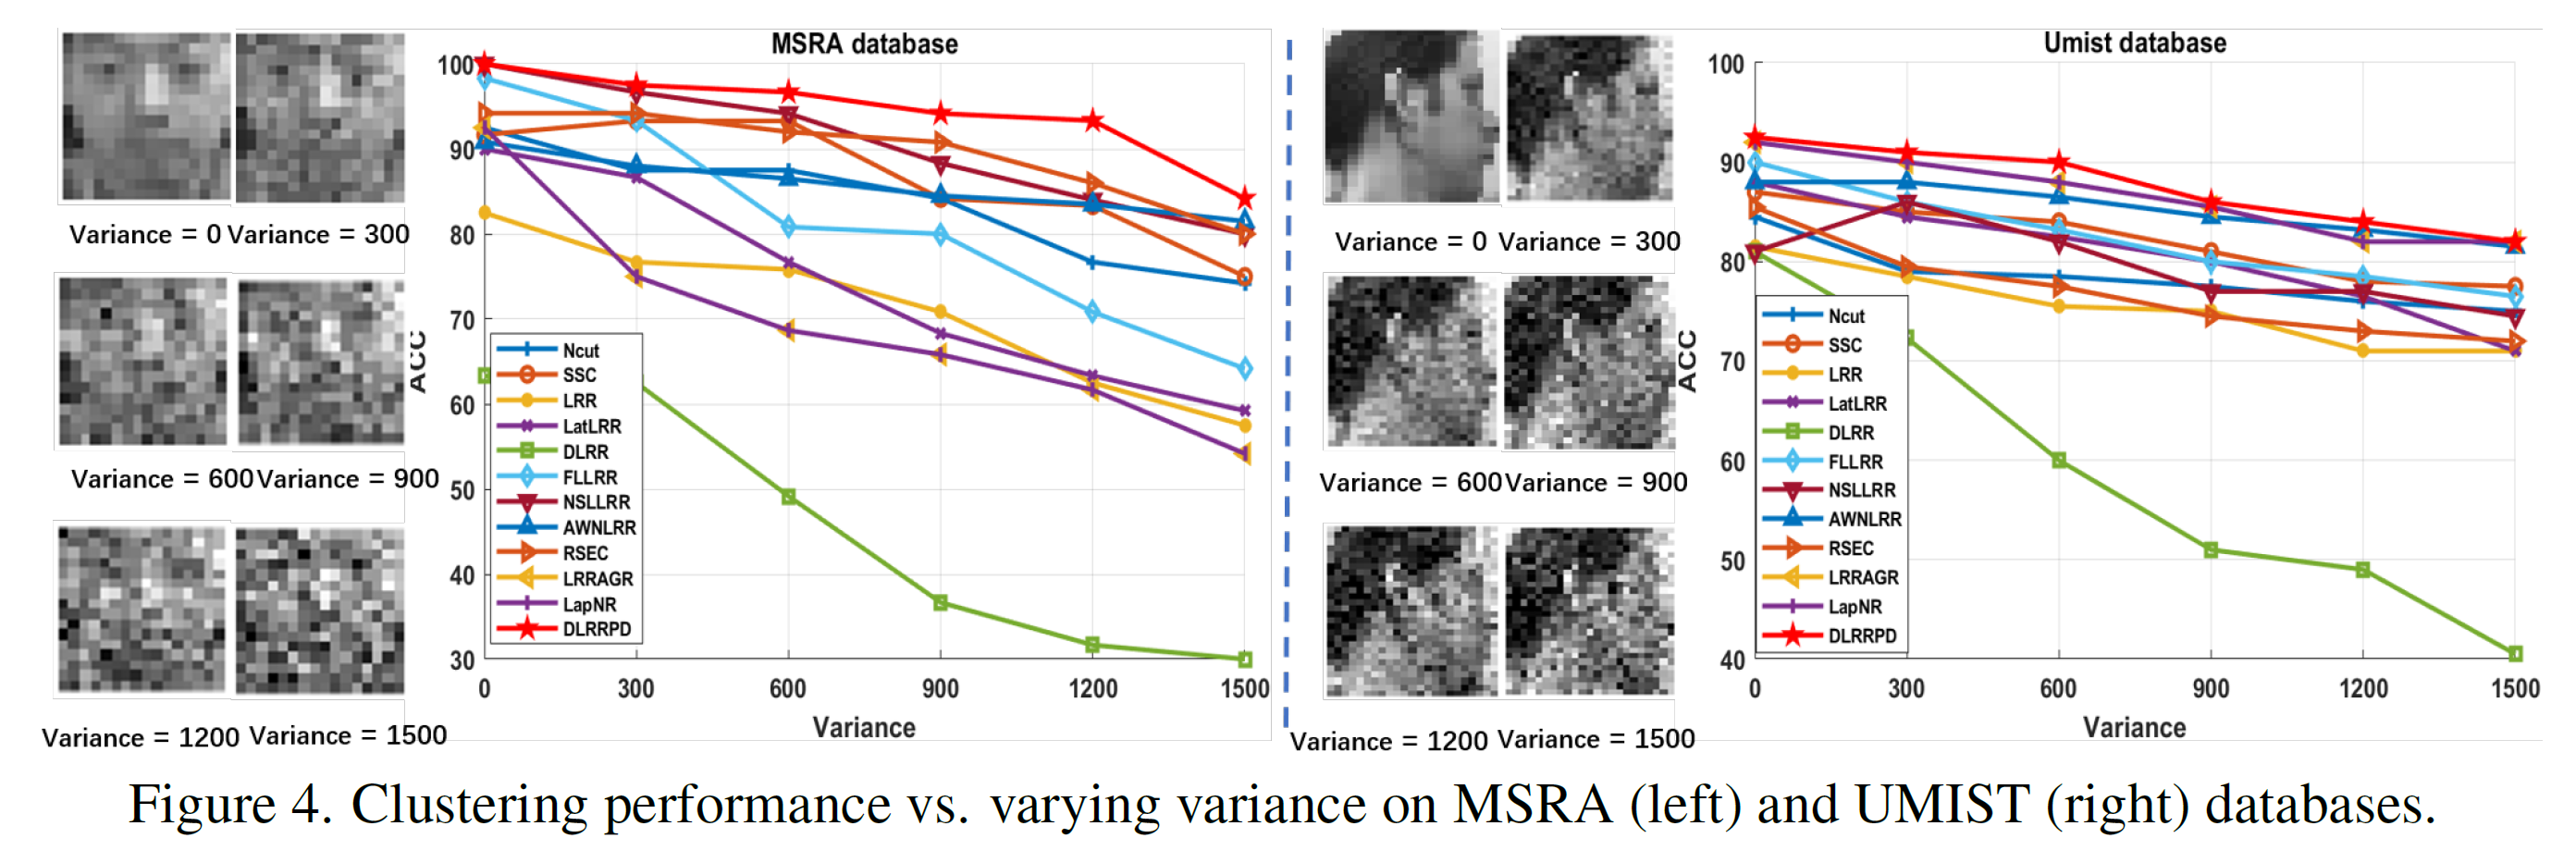 MSRA database
Variance = 0 Variance = 300
Variance = 600 Variance = 900
Variance = 1200 Variance = 1500
ACC
100
90
80
70
60
50
40
30
Ncut
SSC
LRR
LatLRR
DLRR
FLLRR
NSLLRR
AWNLRR
RSEC
LRRAGR
LapNR
DLRRPD
0 300 600 900 1200 1500
Variance
Umist database
Variance = 0 Variance = 300
Variance = 600 Variance = 900
Variance = 1200 Variance = 1500
ACC
100
90
80
70
60
50
40
Ncut
SSC
LRR
LatLRR
DLRR
FLLRR
NSLLRR
AWNLRR
RSEC
LRRAGR
LapNR
DLRRPD
0 300 600 900 1200 1500
Variance
Figure 4. Clustering performance vs. varying variance on MSRA (left) and UMIST (right) databases.